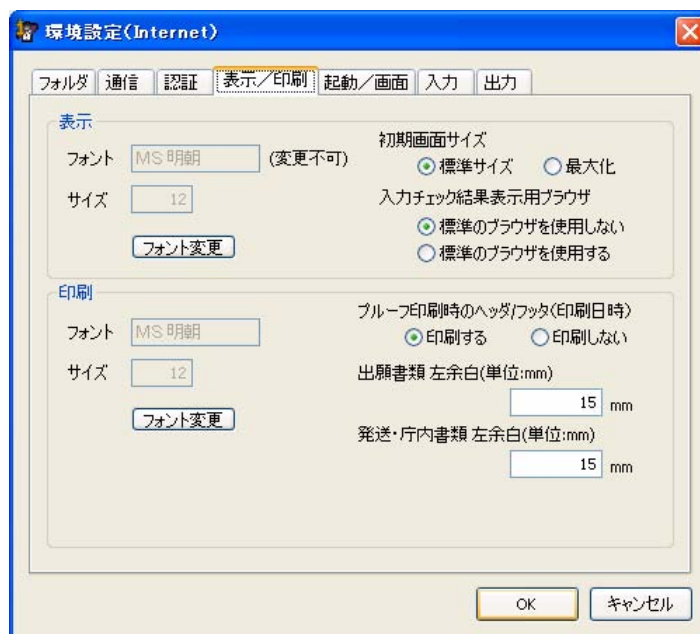 環境設定(Internet)
フォルダ 通信 認証 表示／印刷 起動／画面 入力 出力
表示
フォント MS 明朝 (変更不可)
サイズ 12
フォント変更
初期画面サイズ
標準サイズ 最大化
入力チェック結果表示用ブラウザ
標準のブラウザを使用しない
標準のブラウザを使用する
印刷
フォント MS 明朝
サイズ 12
フォント変更
プルーフ印刷時のヘッダ/フッタ(印刷日時)
印刷する 印刷しない
出願書類 左余白(単位:mm)
15 mm
発送・庁内書類 左余白(単位:mm)
15 mm
OK キャンセル